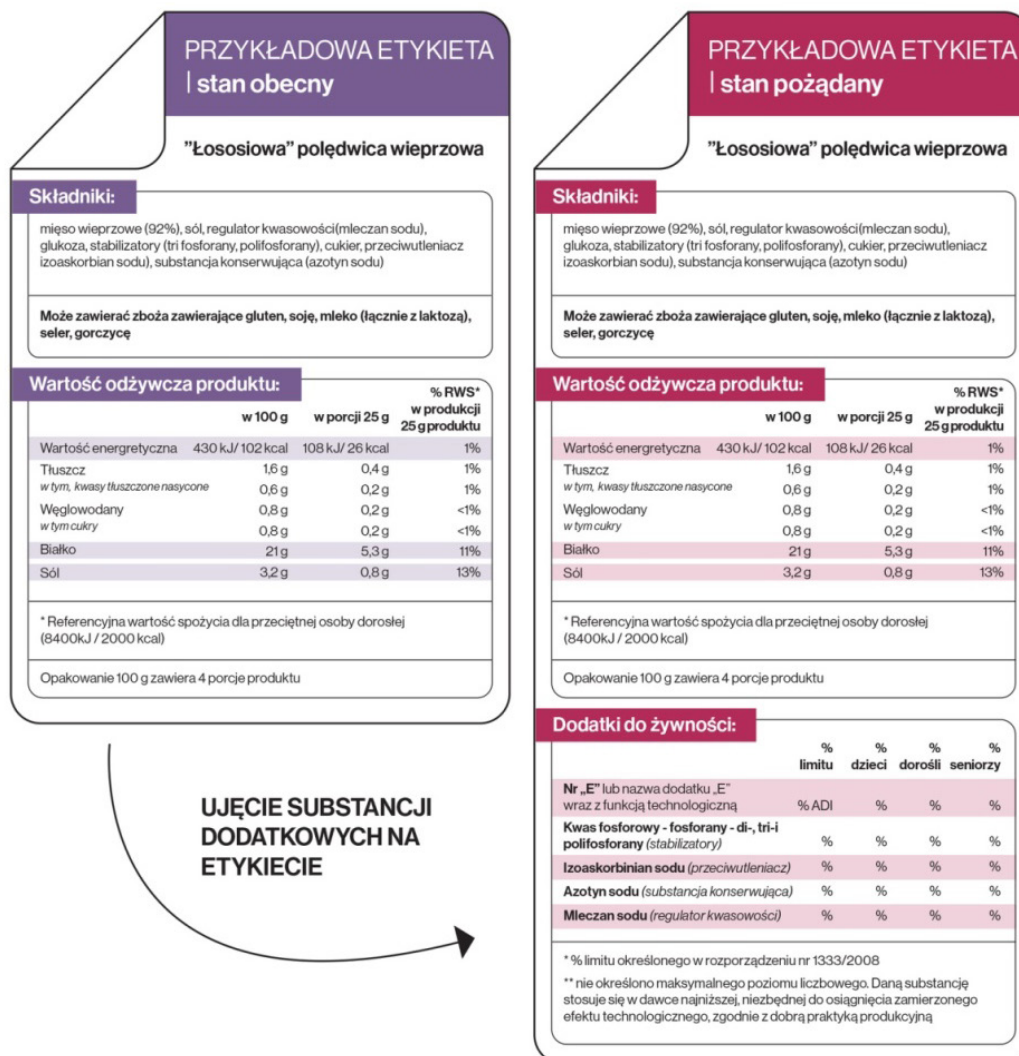 PRZYKŁADOWA ETYKIETA
| stan obecny
"Łososiowa" polędwica wieprzowa
Składniki:
mięso wieprzowe (92%), sól, regulator kwasowości(mleczan sodu),
glukoza, stabilizatory (tri fosforany, polifosforany), cukier, przeciwutleniacz
izoaskorbian sodu), substancja konserwująca (azotyn sodu)
Może zawierać zboża zawierające gluten, soję, mleko (łącznie z laktozą),
seler, gorczycę
Wartość odżywcza produktu:
w 100 g w porcji 25 g % RWS*
w produkcji
25 g produktu
Wartość energetyczna 430 kJ/ 102 kcal 108 kJ/ 26 kcal 1%
Tłuszcz 1,6 g 0,4 g 1%
w tym, kwasy tłuszczone nasycone 0,6 g 0,2 g 1%
Węglowodany 0,8 g 0,2 g <1%
w tym cukry 0,8 g 0,2 g <1%
Białko 21 g 5,3 g 11%
Sól 3,2 g 0,8 g 13%
* Referencyjna wartość spożycia dla przeciętnej osoby dorosłej
(8400kJ / 2000 kcal)
Opakowanie 100 g zawiera 4 porcje produktu
UJĘCIE SUBSTANCJI
DODATKOWYCH NA
ETYKIECIE
PRZYKŁADOWA ETYKIETA
| stan pożądany
"Łososiowa" polędwica wieprzowa
Składniki:
mięso wieprzowe (92%), sól, regulator kwasowości(mleczan sodu),
glukoza, stabilizatory (tri fosforany, polifosforany), cukier, przeciwutleniacz
izoaskorbian sodu), substancja konserwująca (azotyn sodu)
Może zawierać zboża zawierające gluten, soję, mleko (łącznie z laktozą),
seler, gorczycę
Wartość odżywcza produktu:
w 100 g w porcji 25 g % RWS*
w produkcji
25 g produktu
Wartość energetyczna 430 kJ/ 102 kcal 108 kJ/ 26 kcal 1%
Tłuszcz 1,6 g 0,4 g 1%
w tym, kwasy tłuszczone nasycone 0,6 g 0,2 g 1%
Węglowodany 0,8 g 0,2 g <1%
w tym cukry 0,8 g 0,2 g <1%
Białko 21 g 5,3 g 11%
Sól 3,2 g 0,8 g 13%
* Referencyjna wartość spożycia dla przeciętnej osoby dorosłej
(8400kJ / 2000 kcal)
Opakowanie 100 g zawiera 4 porcje produktu
Dodatki do żywności:
% % % %
limitu dzieci dorośli seniorzy
Nr „E" lub nazwa dodatku „E"
wraz z funkcją technologiczną % ADI % % %
Kwas fosforowy - fosforany - di-, tri-i
polifosforany (stabilizatory) % % % %
Izoaskorbinian sodu (przeciwutleniacz) % % % %
Azotyn sodu (substancja konserwująca) % % % %
Mleczan sodu (regulator kwasowości) % % % %
* % limitu określonego w rozporządzeniu nr 1333/2008
** nie określono maksymalnego poziomu liczbowego. Daną substancję
stosuje się w dawce najniższej, niezbędnej do osiągnięcia zamierzonego
efektu technologicznego, zgodnie z dobrą praktyką produkcyjną